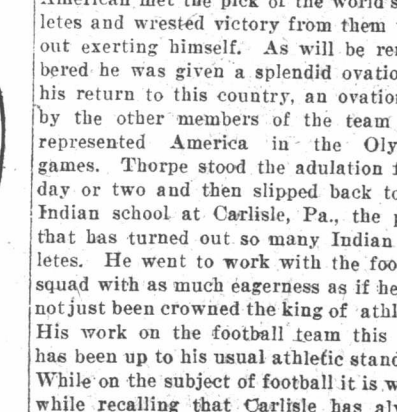 American met the pick of the world's
letes and wrested victory from them
out exerting himself. As will be rem
bered he was given a splendid ovatio
his return to this country, an ovation
by the other members of the team
represented America in the Oly
games. Thorpe stood the adulation f
day or two and then slipped back to
Indian school at Carlisle, Pa., the p
that has turned out so many Indian
letes. He went to work with the foo
squad with as much eagerness as if he
not just been crowned the king of athl
His work on the football team this
has been up to his usual athletic stand
While on the subject of football it is w
while recalling that Carlisle has alw